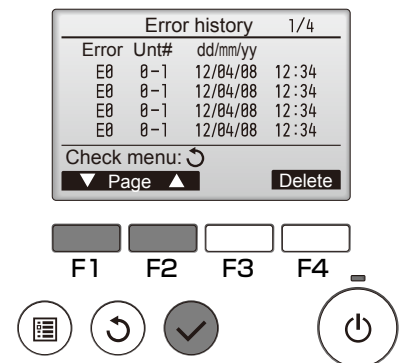 Error history 1/4
Error Unt# dd/mm/yy
E0 0-1 12/04/08 12:34
E0 0-1 12/04/08 12:34
E0 0-1 12/04/08 12:34
E0 0-1 12/04/08 12:34
Check menu:
▼ Page ▲ Delete
F1 F2 F3 F4